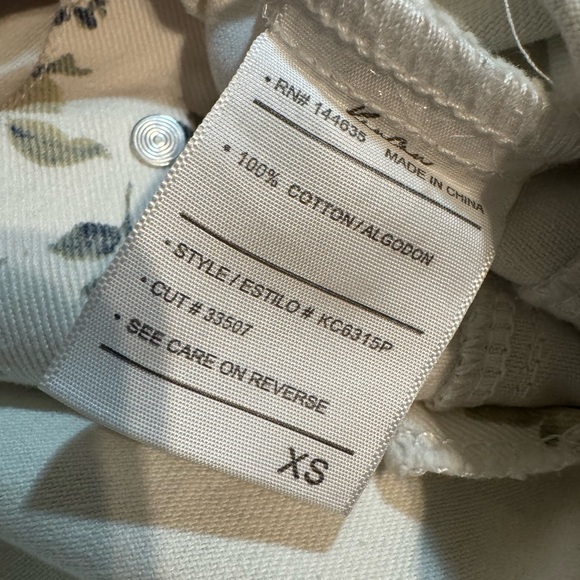 • RN# 144635
MADE IN CHINA
• 100% COTTON/ALGODON
• STYLE / ESTILO # KC6315P
• CUT # 33507
• SEE CARE ON REVERSE
XS